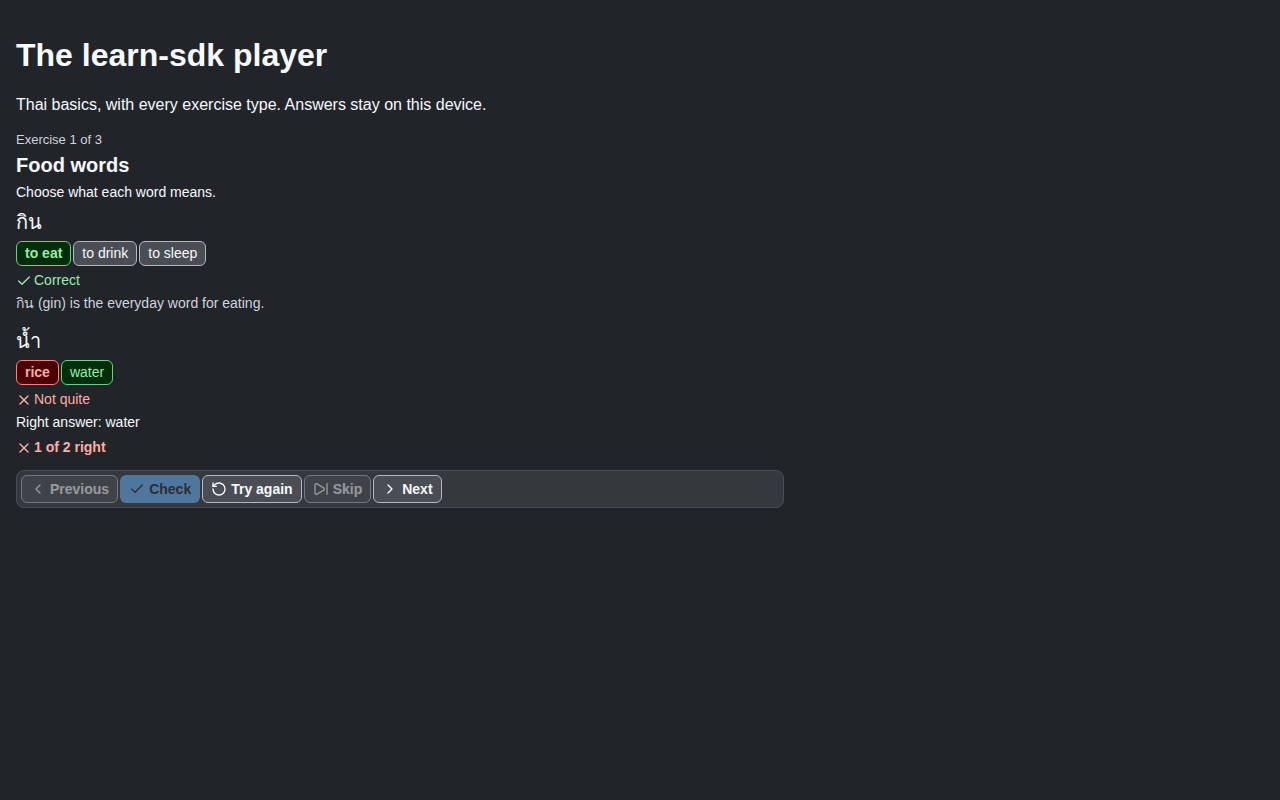 The learn-sdk player
Thai basics, with every exercise type. Answers stay on this device.
Exercise 1 of 3
Food words
Choose what each word means.
กิน
to eat to drink to sleep
Correct
กิน (gin) is the everyday word for eating.
น้ำ
rice water
Not quite
Right answer: water
1 of 2 right
Previous Check Try again Skip Next